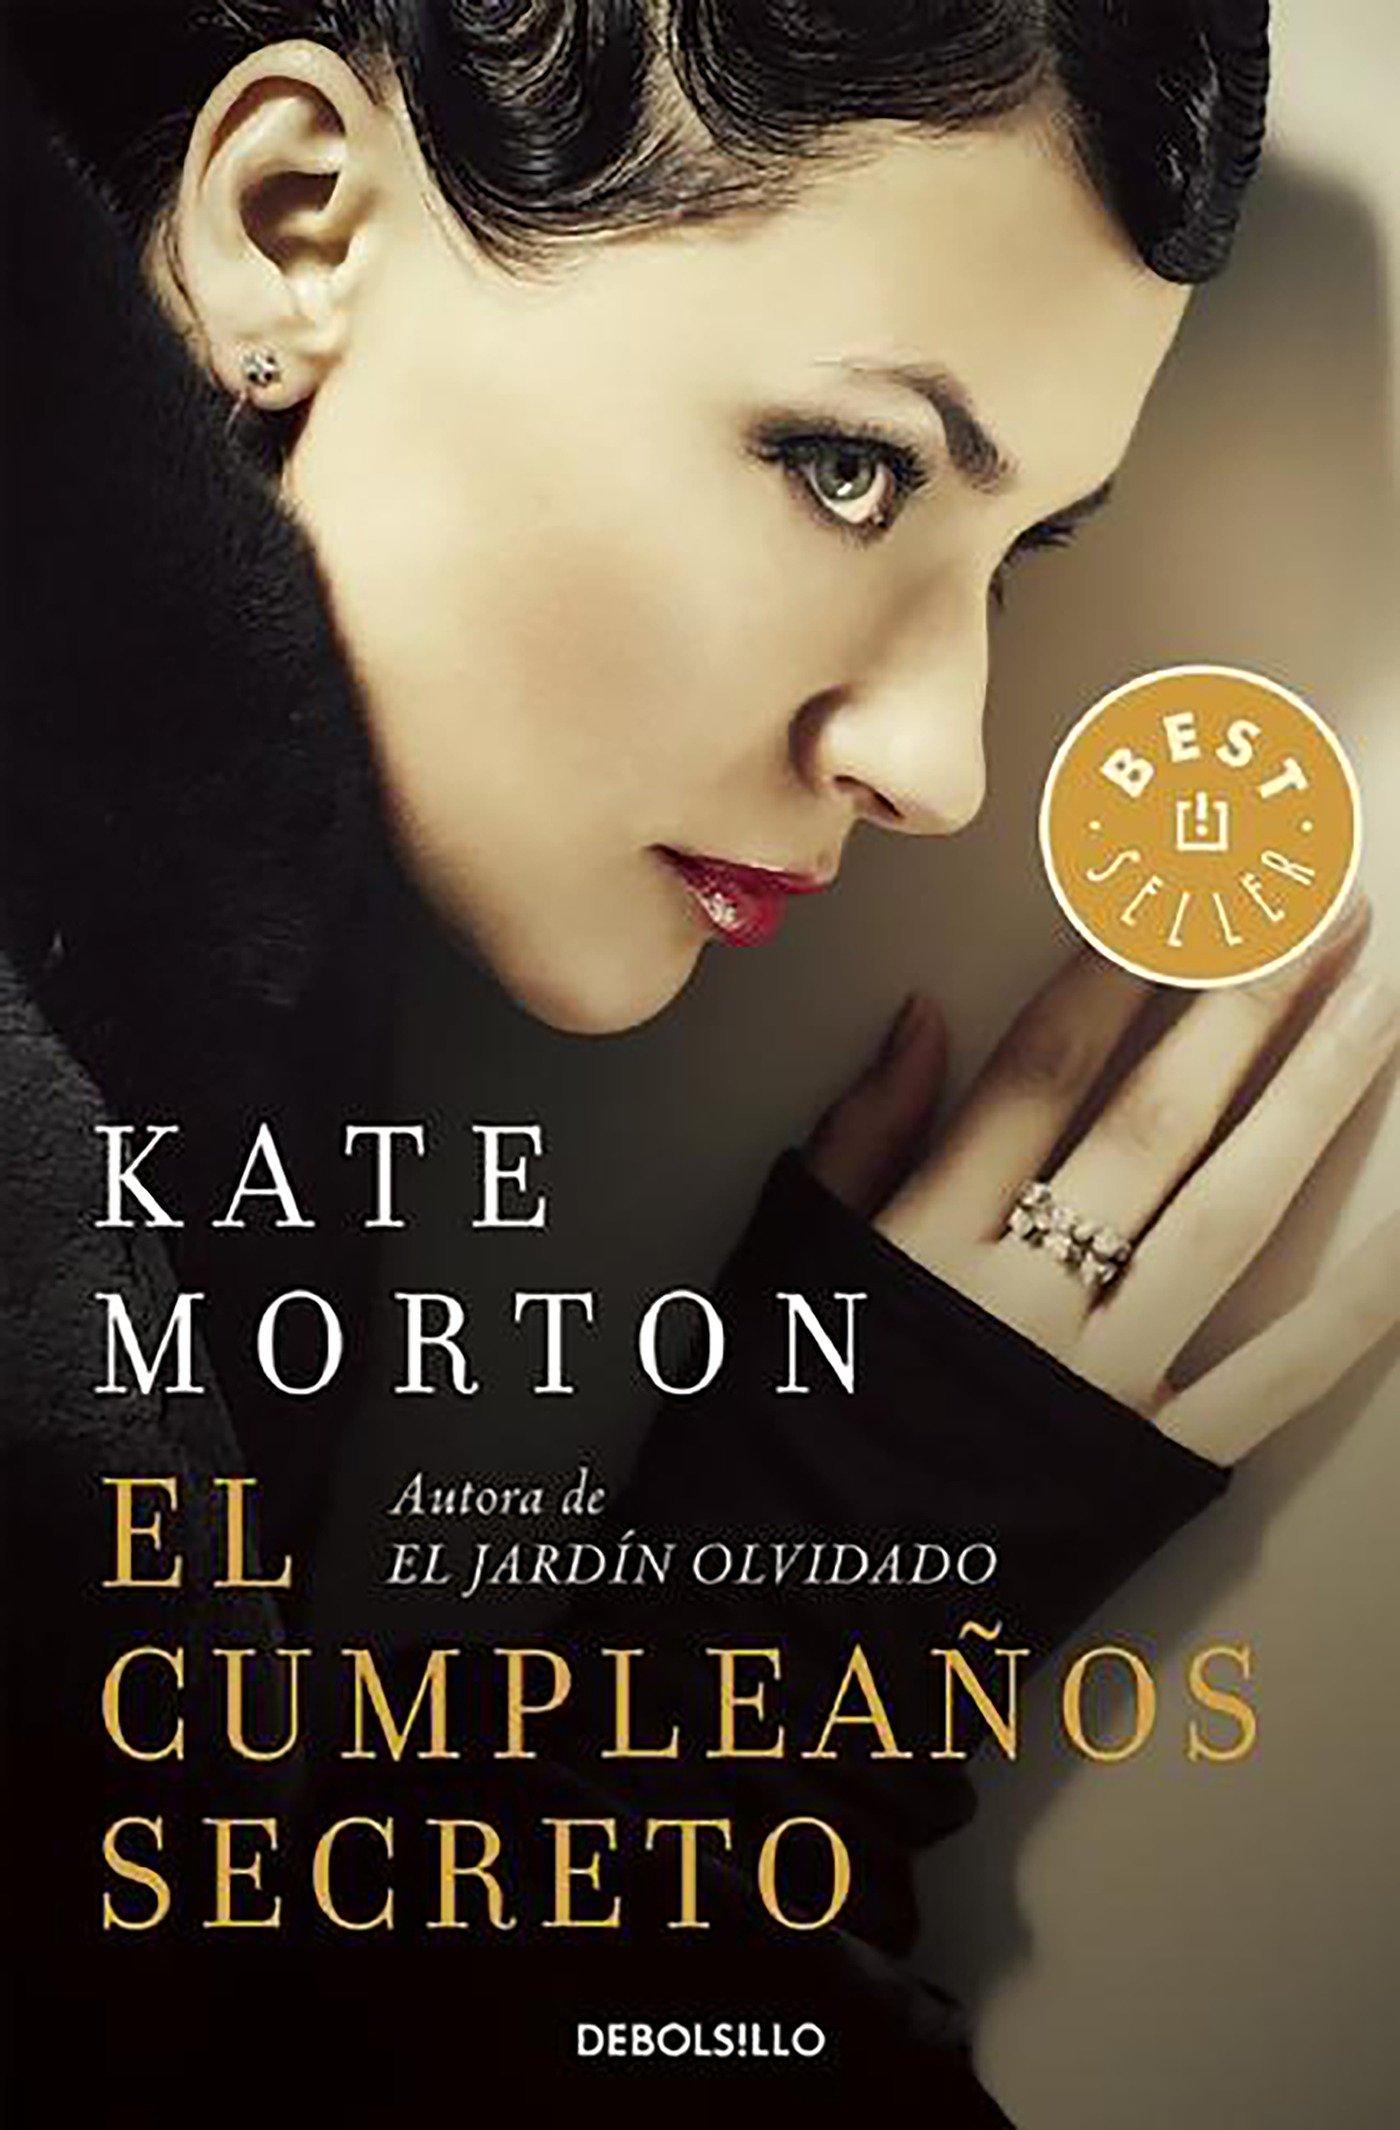 BEST
SELLER
KATE
MORTON
Autora de
EL JARDÍN OLVIDADO
EL
CUMPLEAÑOS
SECRETO
DEBOLS!LLO